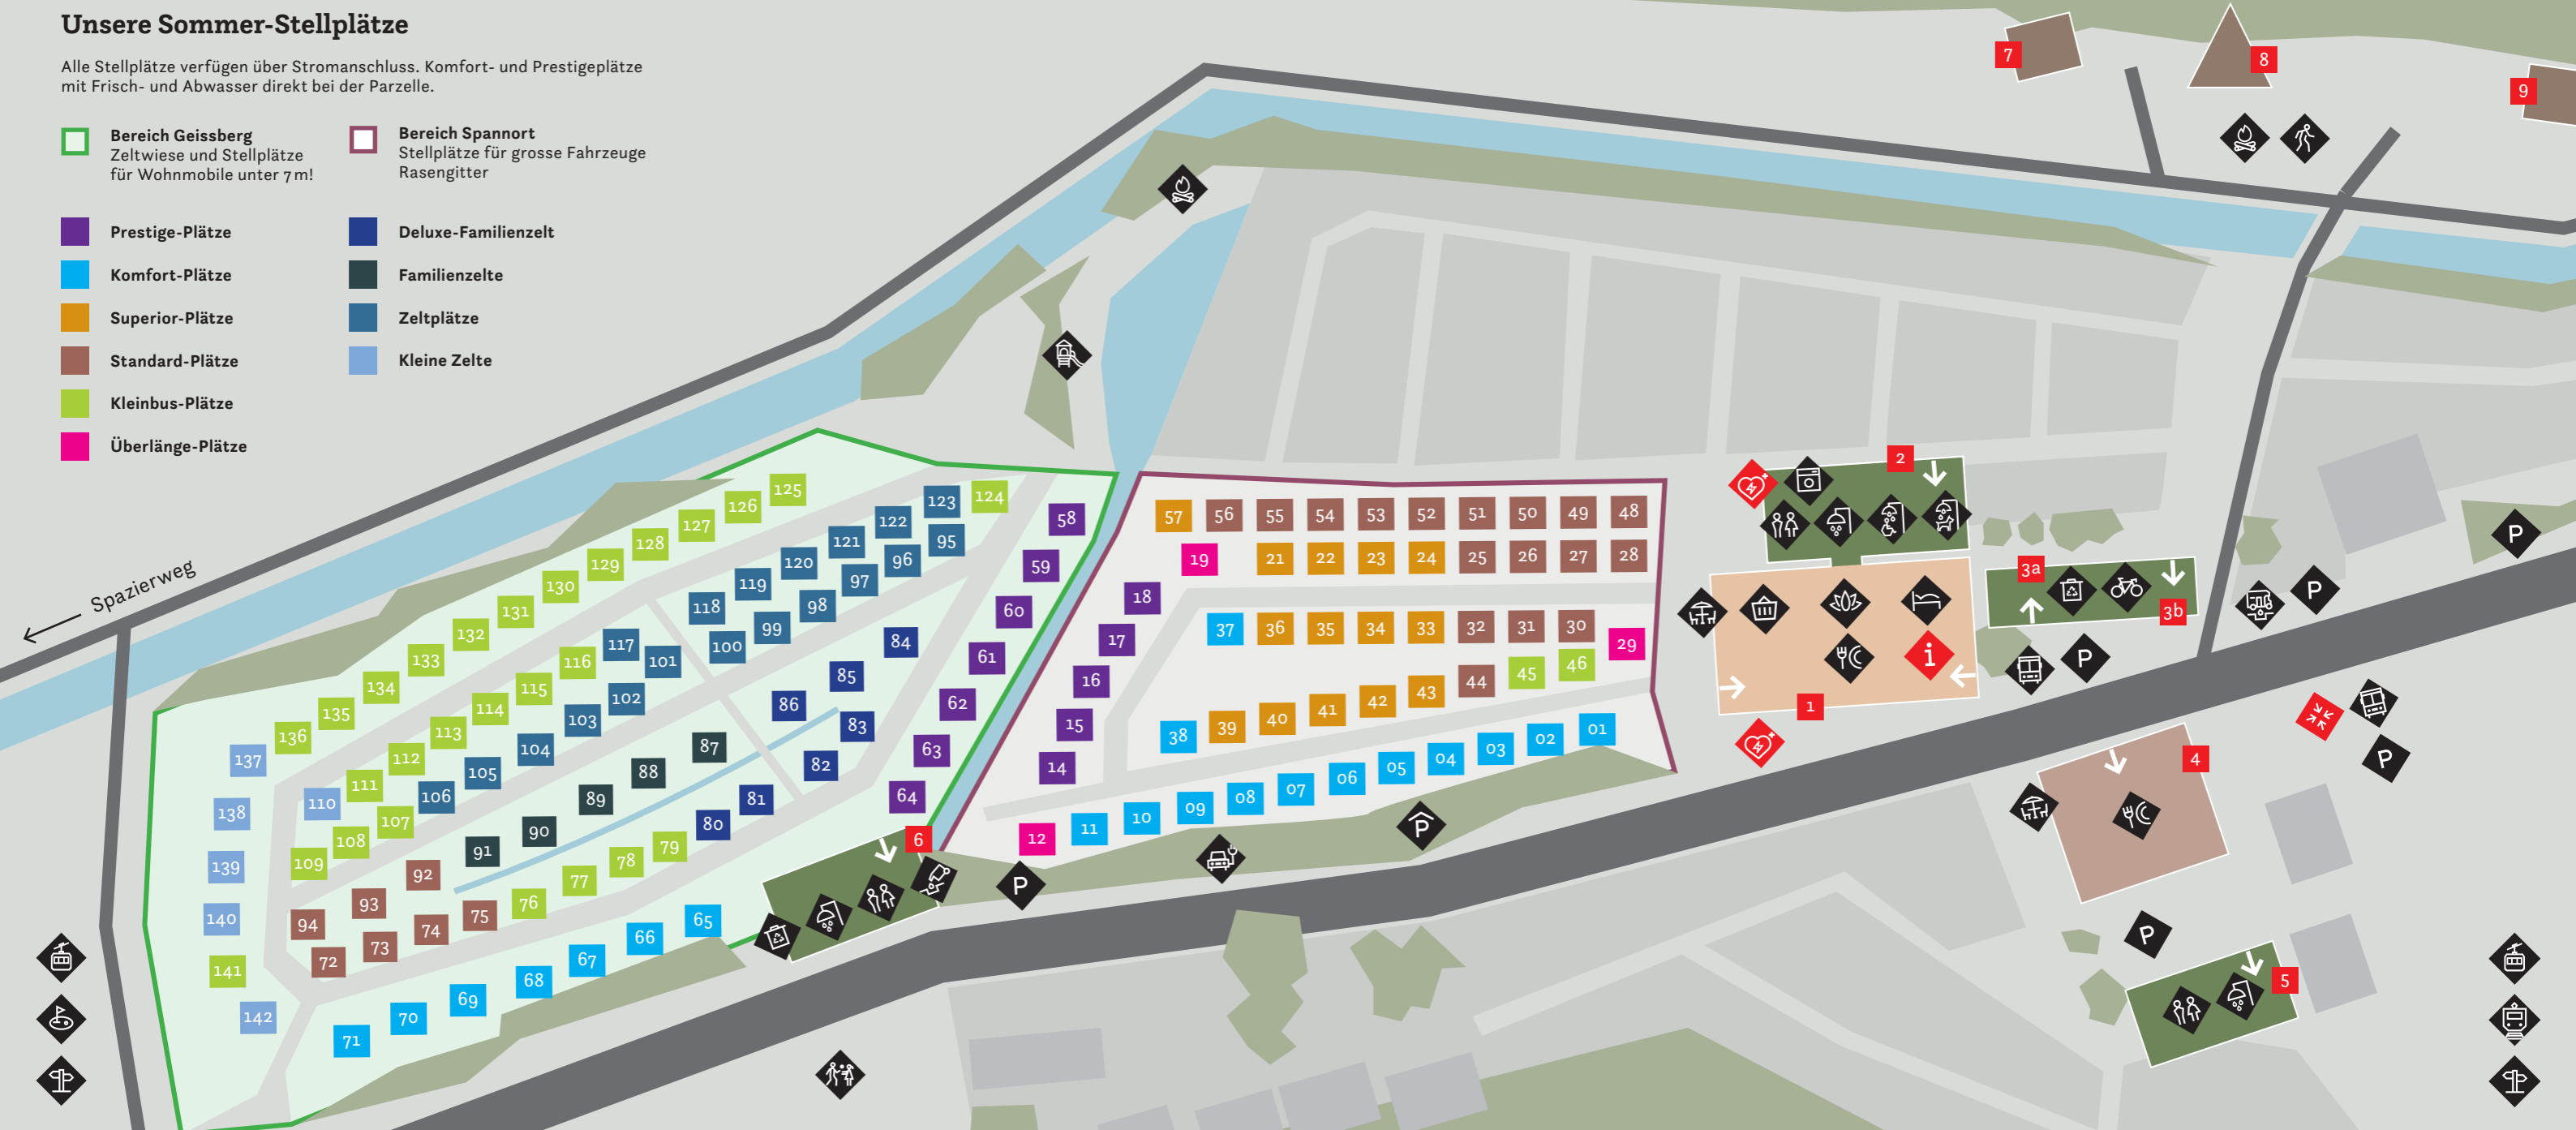 Unsere Sommer-Stellplätze
Alle Stellplätze verfügen über Stromanschluss. Komfort- und Prestigeplätze
mit Frisch- und Abwasser direkt bei der Parzelle.
Bereich Geissberg
Zeltwiese und Stellplätze
für Wohnmobile unter 7 m!
Bereich Spannort
Stellplätze für grosse Fahrzeuge
Rasengitter
Prestige-Plätze
Komfort-Plätze
Superior-Plätze
Standard-Plätze
Kleinbus-Plätze
Überlänge-Plätze
Deluxe-Familienzelt
Familienzelte
Zeltplätze
Kleine Zelte
Spazierweg
7
8
9
125
126
127
128
129
130
131
132
133
134
135
136
137
138
139
140
141
142
124
123
122
121
120
119
118
117
116
115
114
113
112
111
110
95
96
97
98
99
100
101
102
103
104
105
106
107
108
109
84
85
86
83
82
81
80
87
88
89
90
91
92
93
94
79
78
77
76
75
74
73
72
65
66
67
68
69
70
71
58
59
60
61
62
63
64
6
57 56 55 54 53 52 51 50 49 48
19 21 22 23 24 25 26 27 28
18
17
16
15
14
37 36 35 34 33 32 31 30 29
38 39 40 41 42 43 44 45 46
12 11 10 09 08 07 06 05 04 03 02 01
2
3a
3b
1
i
4
5
P
P
P
P
P
P
P
P